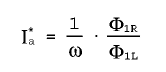 I*a = 1/ω · Φ1R/Φ1L